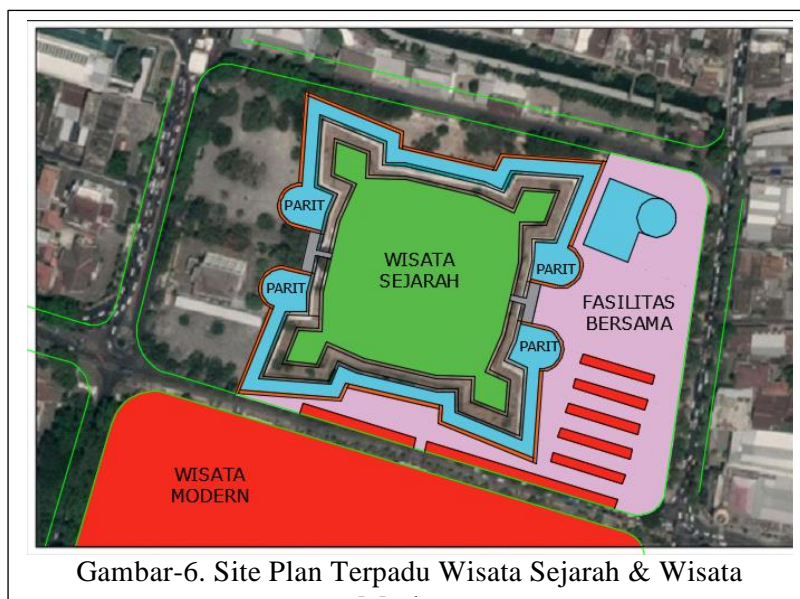 PARIT
WISATA
SEJARAH
PARIT
PARIT
FASILITAS
BERSAMA
PARIT
WISATA
MODERN
Gambar-6. Site Plan Terpadu Wisata Sejarah & Wisata